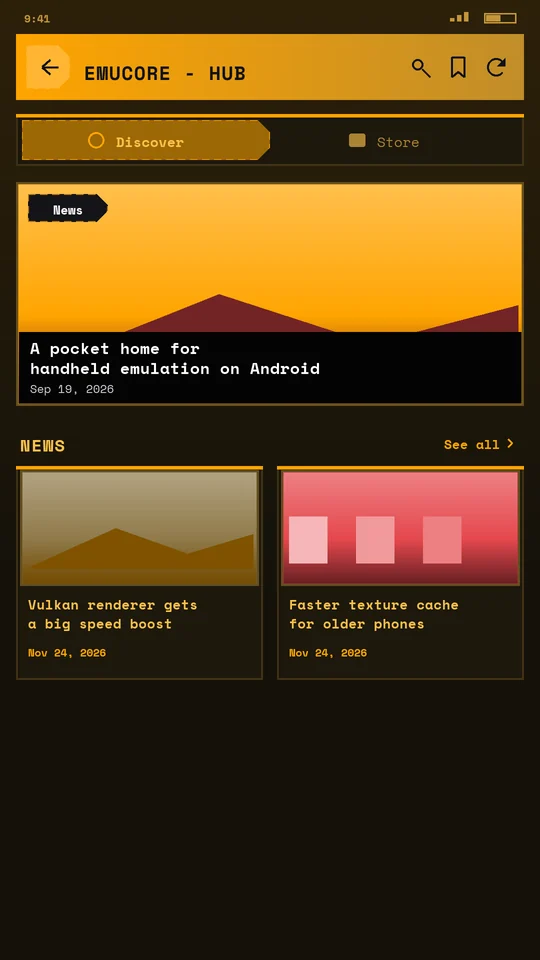 9:41
EMUCORE - HUB
Discover
Store
News
A pocket home for
handheld emulation on Android
Sep 19, 2026
NEWS
See all
Vulkan renderer gets
a big speed boost
Nov 24, 2026
Faster texture cache
for older phones
Nov 24, 2026